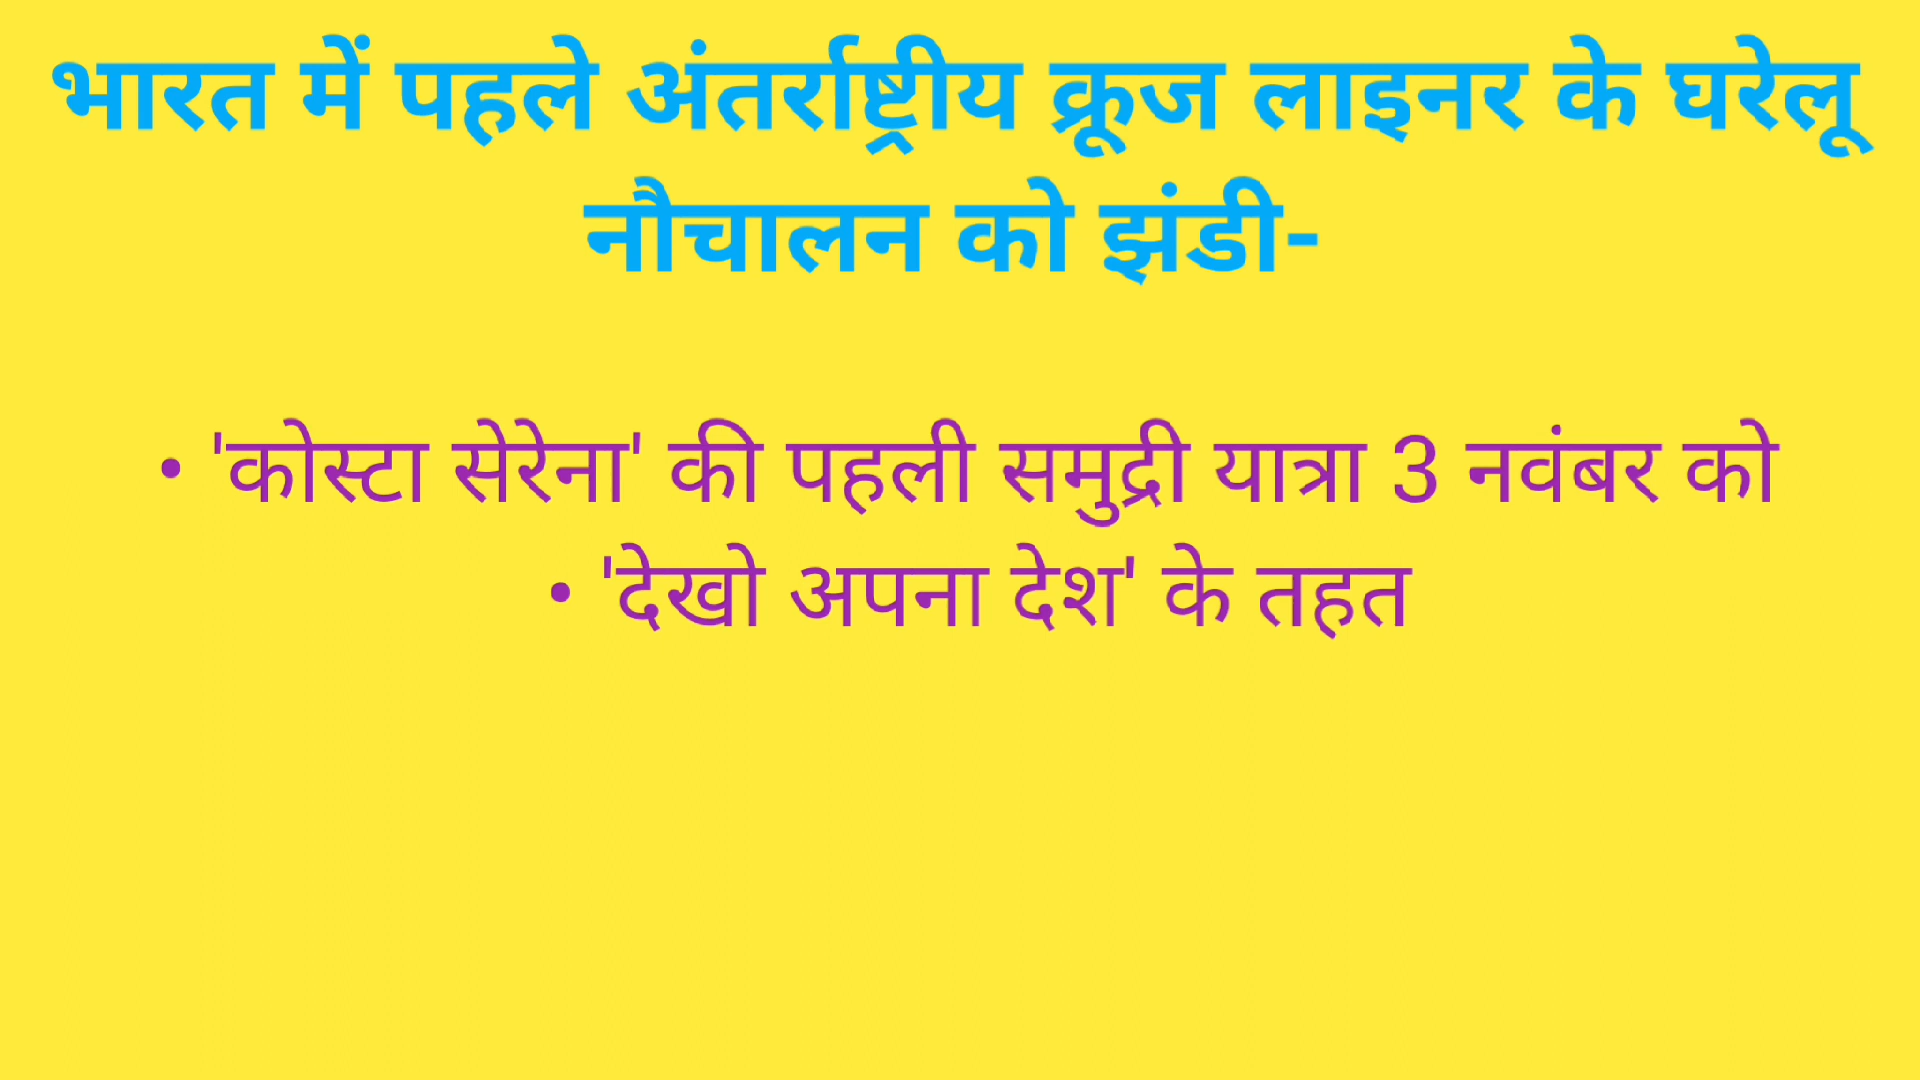 भारत में पहले अंतर्राष्ट्रीय क्रूज लाइनर के घरेलू
नौचालन को झंडी-
• 'कोस्टा सेरेना' की पहली समुद्री यात्रा 3 नवंबर को
• 'देखो अपना देश' के तहत